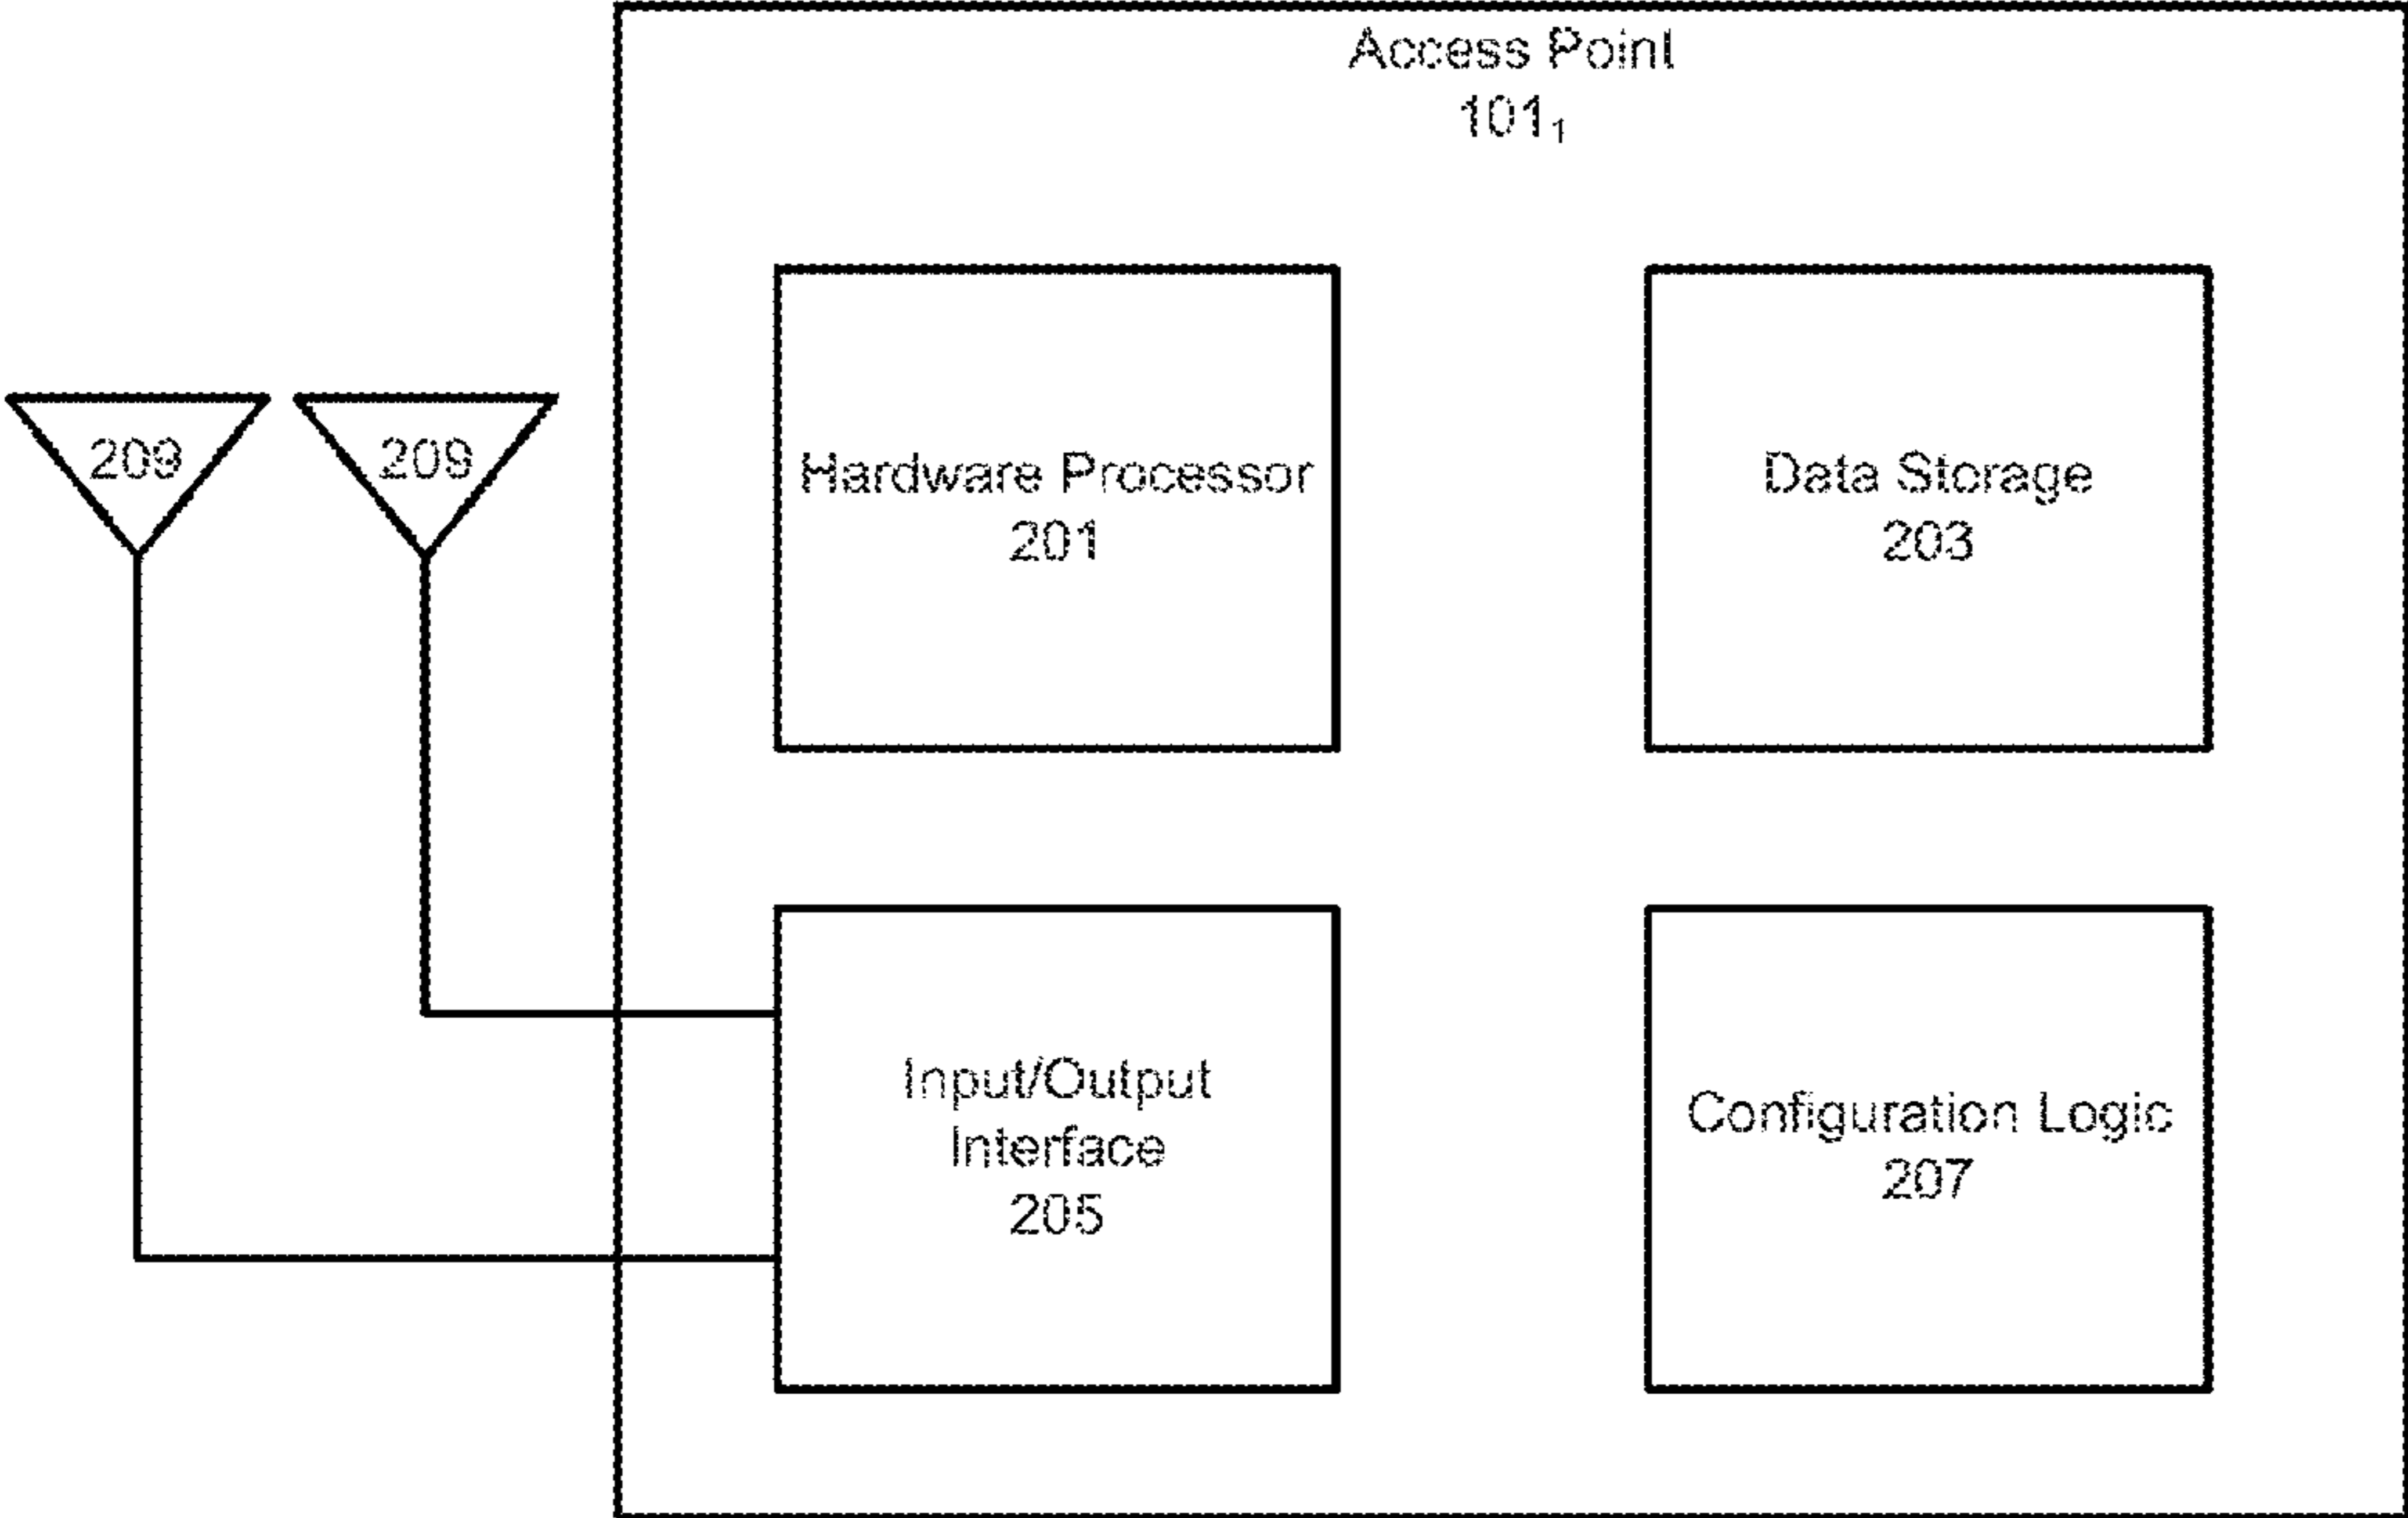 Access Point
101₁
209
209
Hardware Processor
201
Data Storage
203
Input/Output
Interface
205
Configuration Logic
207